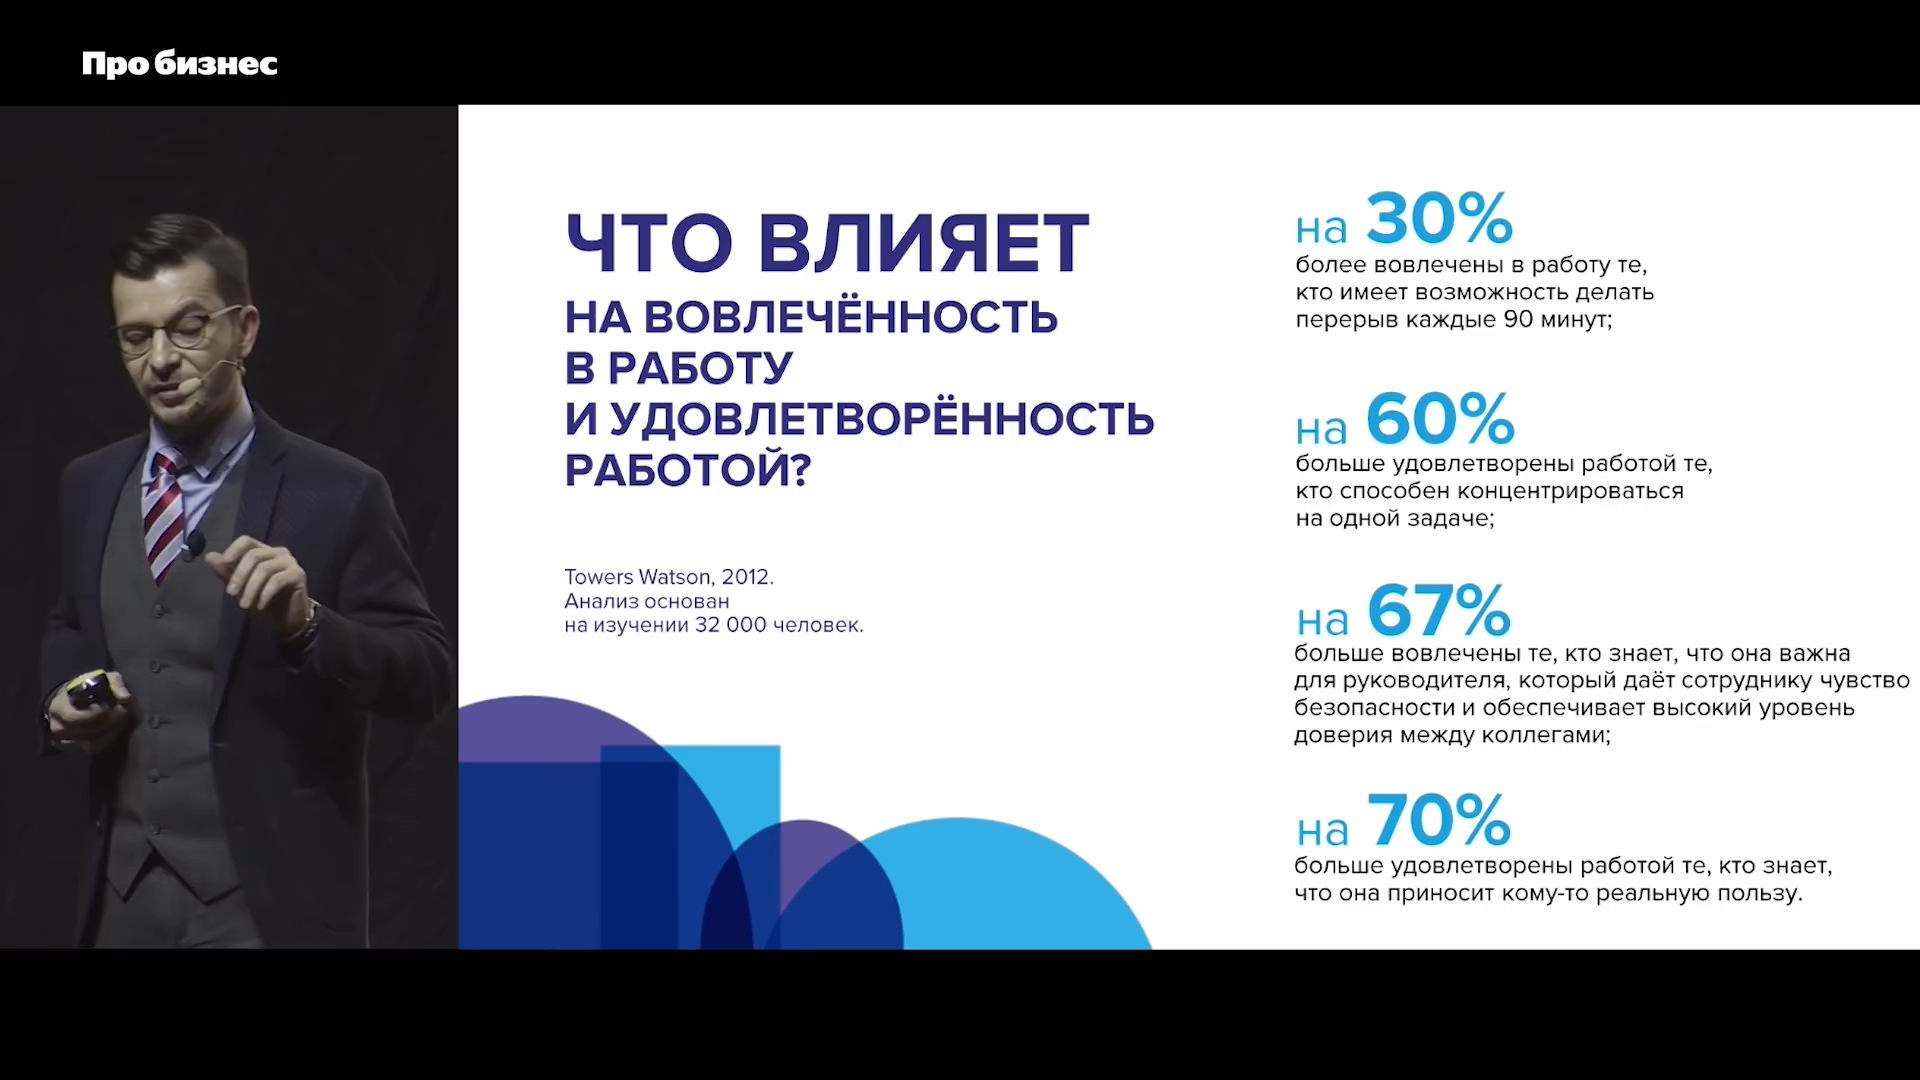 Про бизнес
ЧТО ВЛИЯЕТ
НА ВОВЛЕЧЁННОСТЬ
В РАБОТУ
И УДОВЛЕТВОРЁННОСТЬ
РАБОТОЙ?
Towers Watson, 2012.
Анализ основан
на изучении 32 000 человек.
на 30%
более вовлечены в работу те,
кто имеет возможность делать
перерыв каждые 90 минут;
на 60%
больше удовлетворены работой те,
кто способен концентрироваться
на одной задаче;
на 67%
больше вовлечены те, кто знает, что она важна
для руководителя, который даёт сотруднику чувство
безопасности и обеспечивает высокий уровень
доверия между коллегами;
на 70%
больше удовлетворены работой те, кто знает,
что она приносит кому-то реальную пользу.